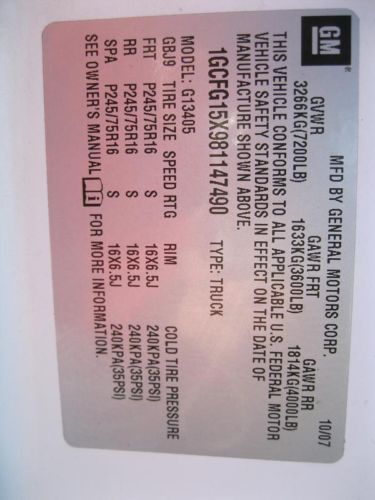 GM
MFD BY GENERAL MOTORS CORP. 10/07
GVWR GAWR FRT GAWR RR
3266KG(7200LB) 1633KG(3600LB) 1814KG(4000LB)
THIS VEHICLE CONFORMS TO ALL APPLICABLE U.S. FEDERAL MOTOR
VEHICLE SAFETY STANDARDS IN EFFECT ON THE DATE OF
MANUFACTURE SHOWN ABOVE.
1GCFG15X981147490 TYPE: TRUCK
MODEL: G13405
GBJ9 TIRE SIZE SPEED RTG RIM COLD TIRE PRESSURE
FRT P245/75R16 S 16X6.5J 240KPA(35PSI)
RR P245/75R16 S 16X6.5J 240KPA(35PSI)
SPA P245/75R16 S 16X6.5J 240KPA(35PSI)
SEE OWNER'S MANUAL FOR MORE INFORMATION.